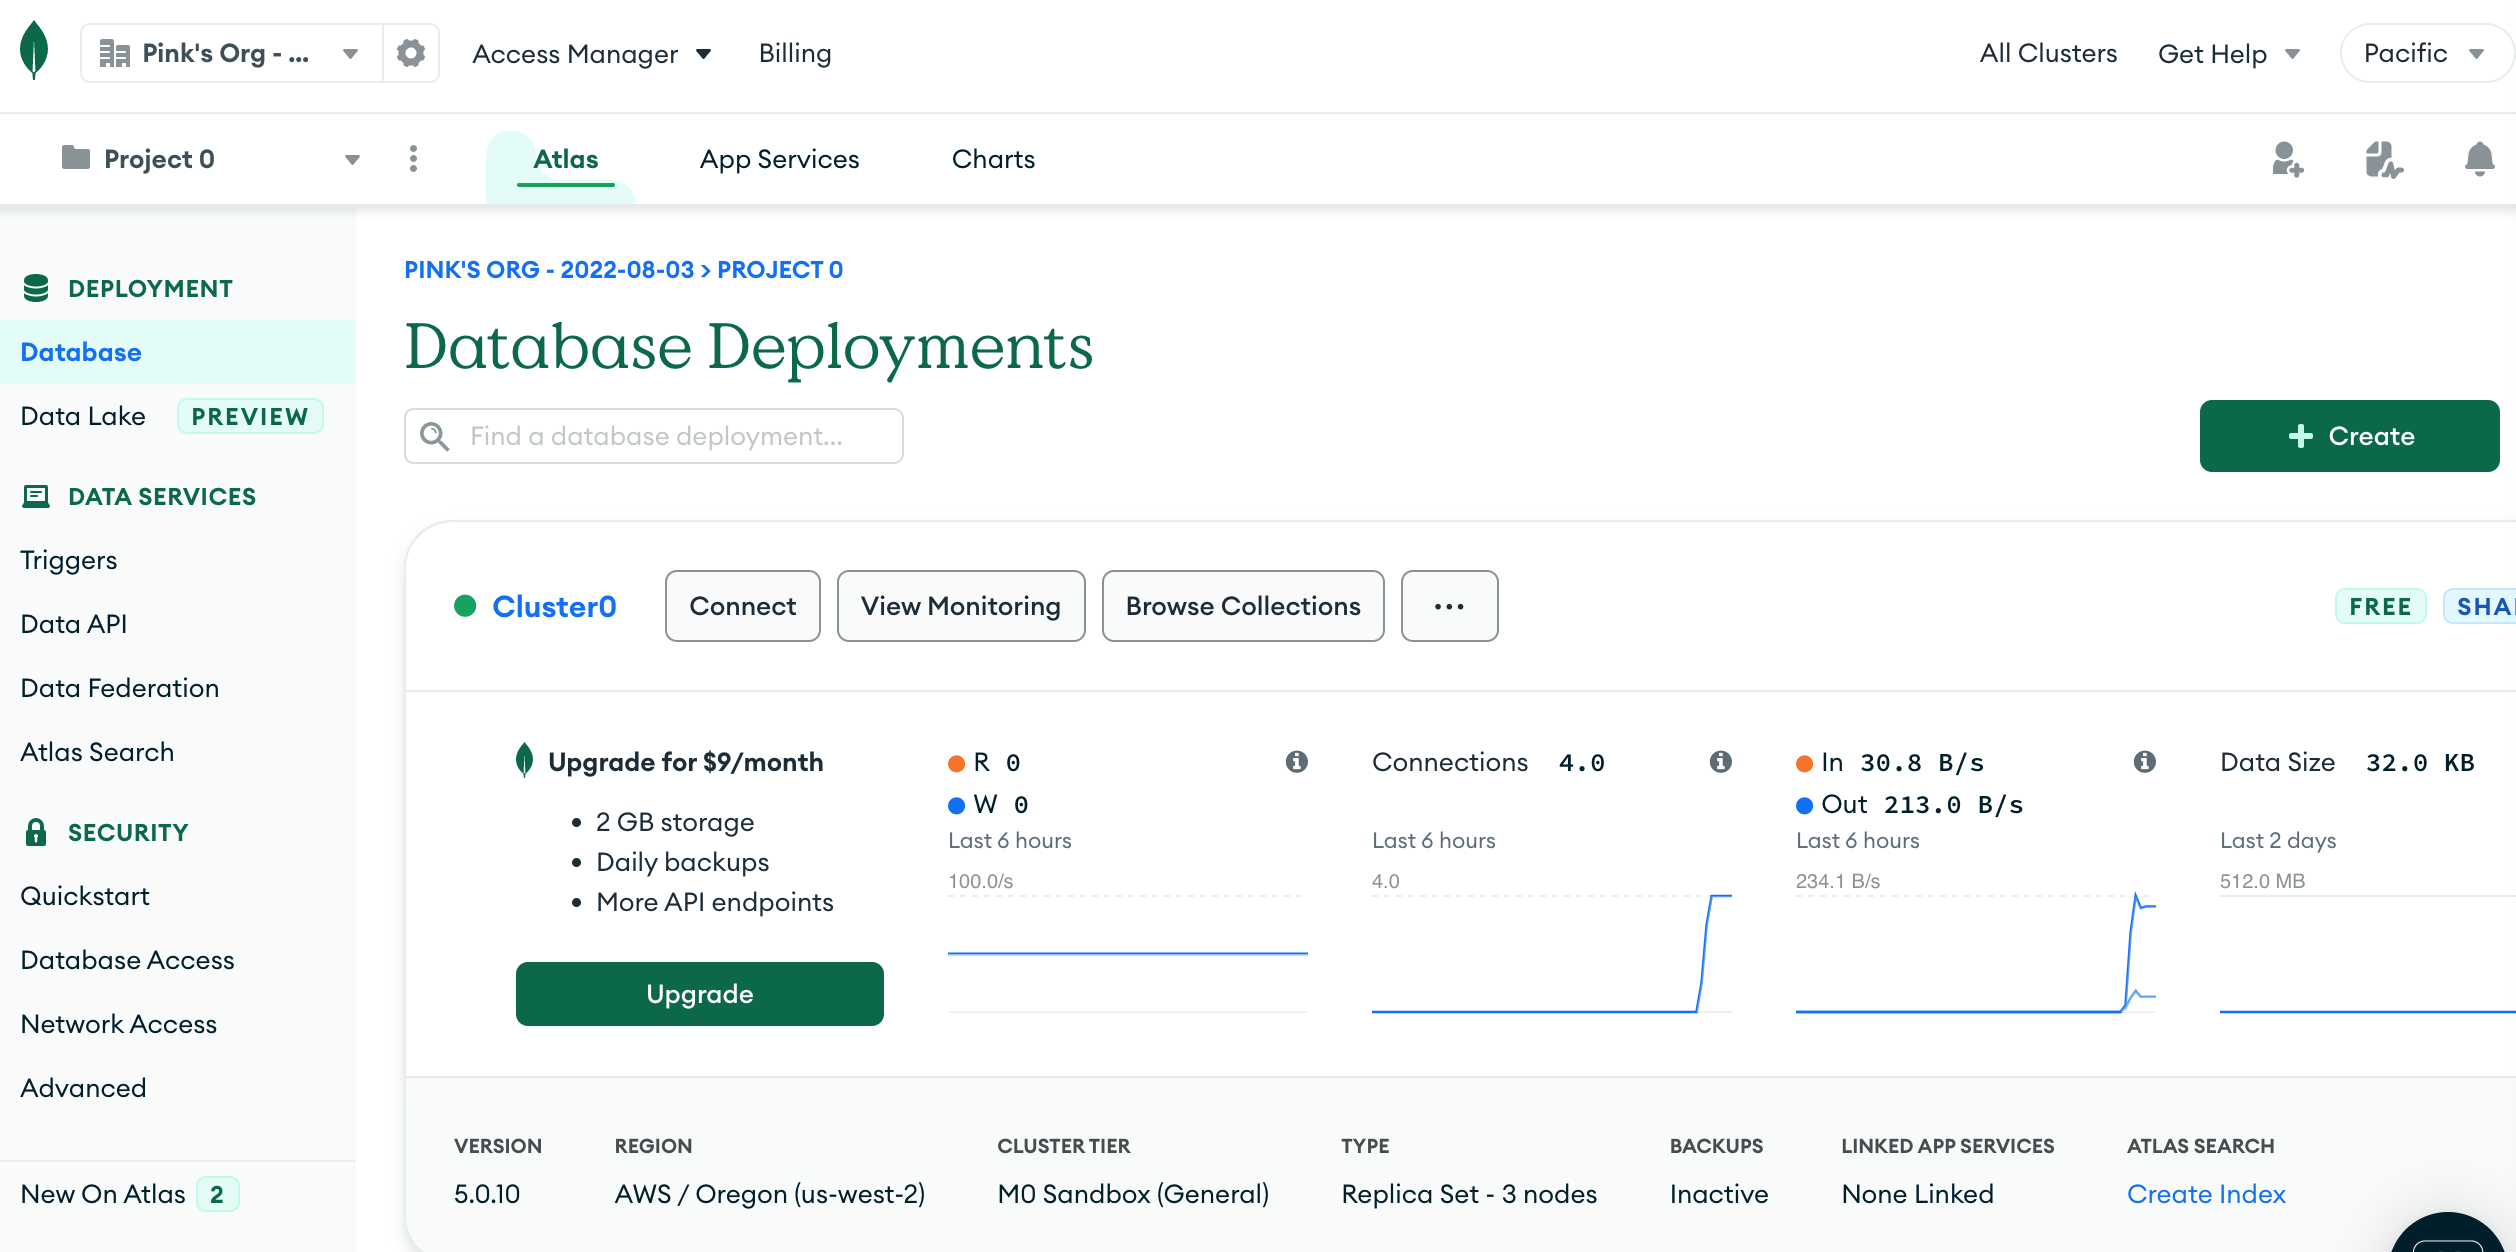 Pink's Org - ...
Access Manager
Billing
All Clusters
Get Help
Pacific
Project 0
Atlas
App Services
Charts
DEPLOYMENT
Database
Data Lake PREVIEW
DATA SERVICES
Triggers
Data API
Data Federation
Atlas Search
SECURITY
Quickstart
Database Access
Network Access
Advanced
New On Atlas 2
PINK'S ORG - 2022-08-03 > PROJECT 0
Database Deployments
Find a database deployment...
+ Create
Cluster0
Connect
View Monitoring
Browse Collections
...
FREE
Upgrade for $9/month
• 2 GB storage
• Daily backups
• More API endpoints
Upgrade
R 0
W 0
Last 6 hours
100.0/s
Connections 4.0
Last 6 hours
4.0
In 30.8 B/s
Out 213.0 B/s
Last 6 hours
234.1 B/s
Data Size 32.0 KB
Last 2 days
512.0 MB
VERSION
5.0.10
REGION
AWS / Oregon (us-west-2)
CLUSTER TIER
M0 Sandbox (General)
TYPE
Replica Set - 3 nodes
BACKUPS
Inactive
LINKED APP SERVICES
None Linked
ATLAS SEARCH
Create Index